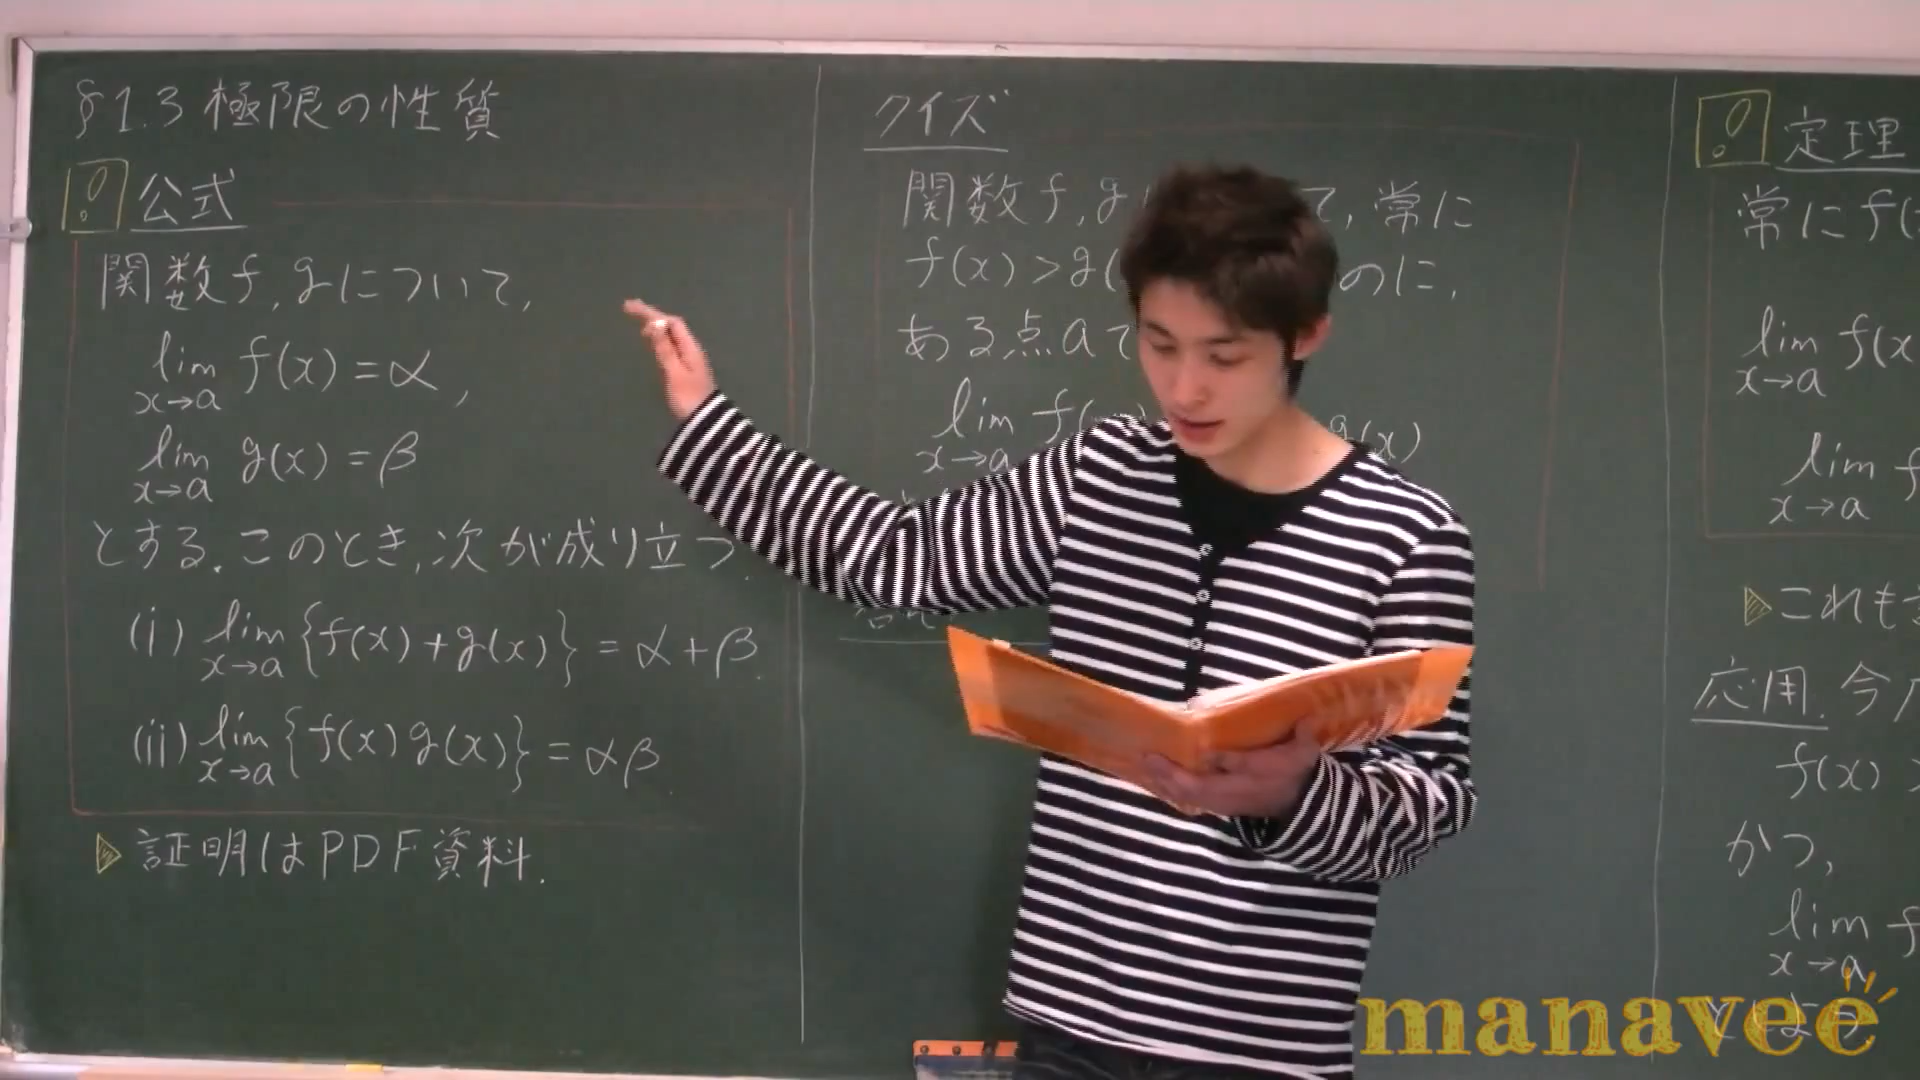 §1.3 極限の性質
! 公式
関数f,gについて,
lim f(x) = α,
x→a
lim g(x) = β
x→a
とする.このとき,次が成り立つ.
(i) lim {f(x)+g(x)} = α+β.
x→a
(ii) lim {f(x)g(x)} = αβ.
x→a
▷ 証明はPDF資料.
クイズ
関数f,g て,常に
f(x)>g( のに,
ある点aで
lim f( g(x)
x→a
! 定理
常にf(
lim f(x
x→a
lim f
x→a
▷これも
応用.今
f(x)
かつ,
lim f
x→a
manavee